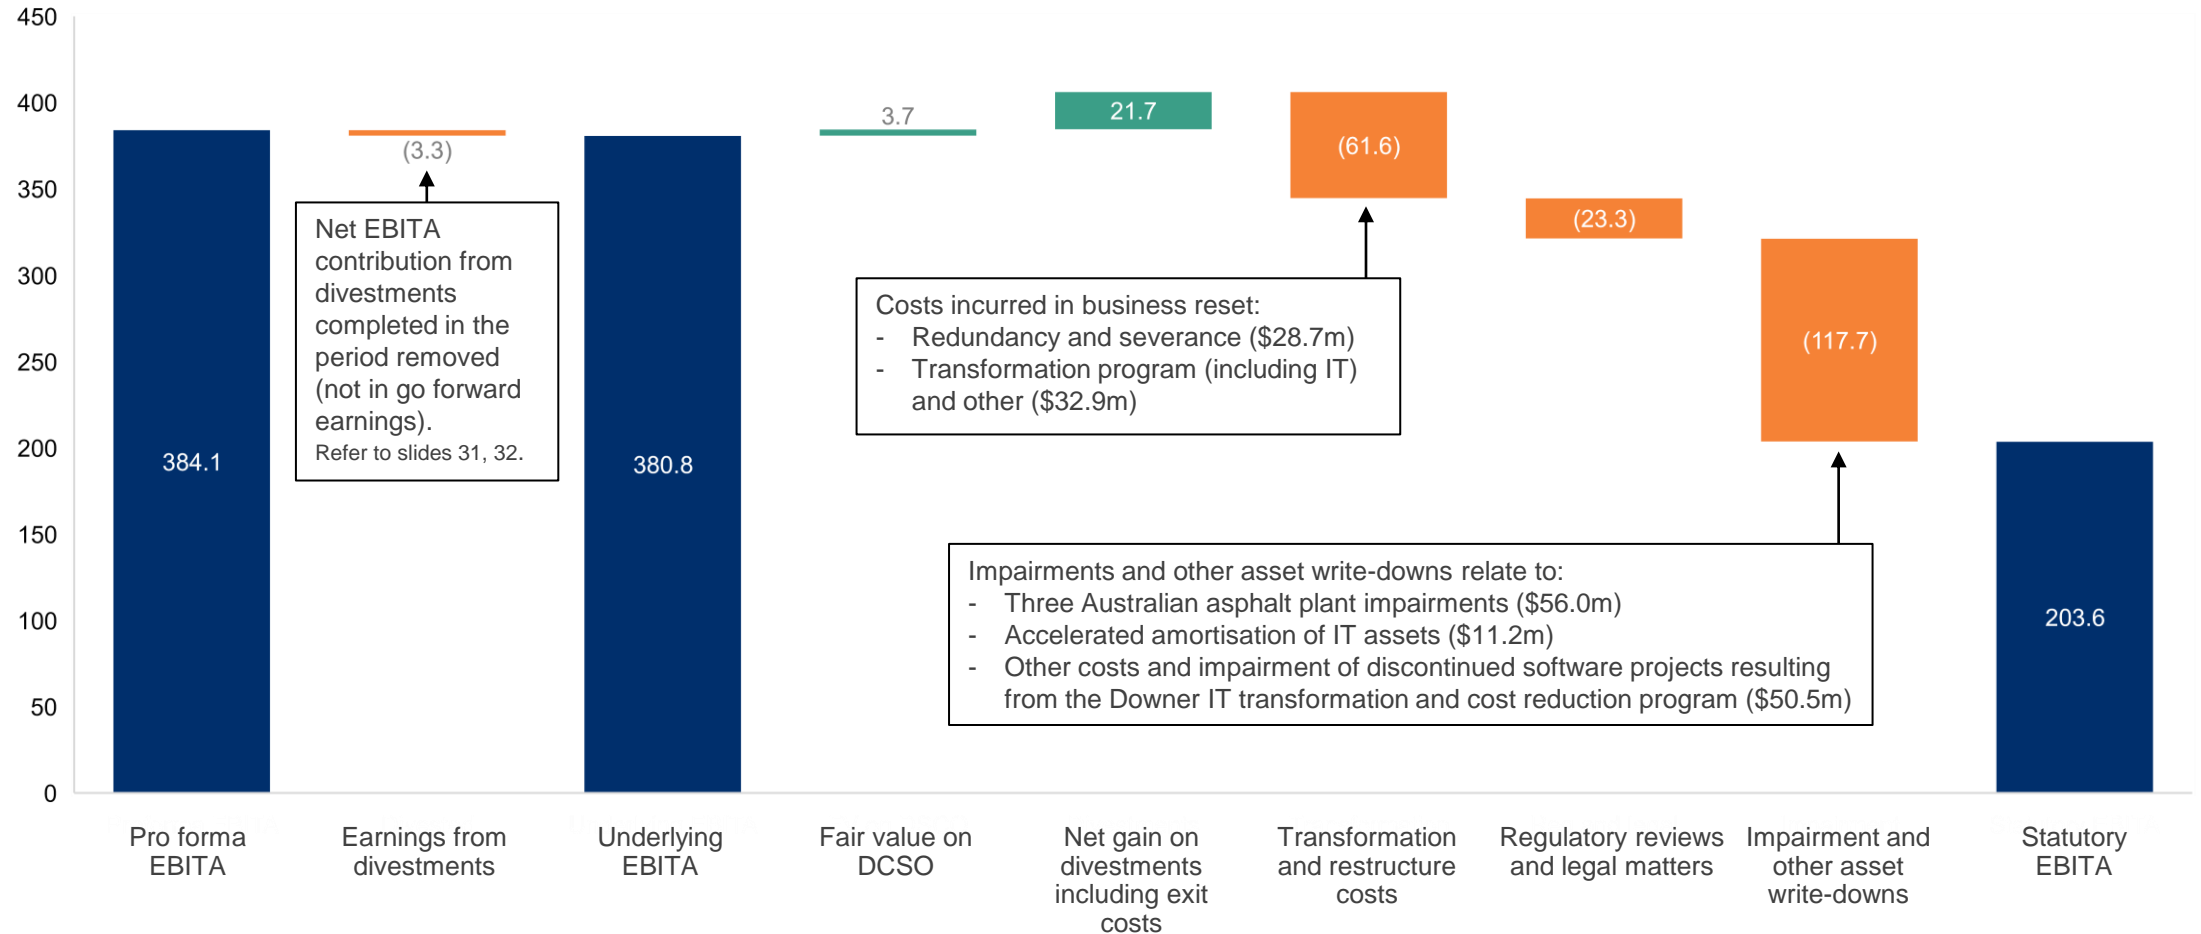 450
400
350
300
250
200
150
100
50
0
384.1
(3.3)
Net EBITA
contribution from
divestments
completed in the
period removed
(not in go forward
earnings).
Refer to slides 31, 32.
380.8
3.7
21.7
(61.6)
Costs incurred in business reset:
- Redundancy and severance ($28.7m)
- Transformation program (including IT)
and other ($32.9m)
(23.3)
(117.7)
Impairments and other asset write-downs relate to:
- Three Australian asphalt plant impairments ($56.0m)
- Accelerated amortisation of IT assets ($11.2m)
- Other costs and impairment of discontinued software projects resulting
from the Downer IT transformation and cost reduction program ($50.5m)
203.6
Pro forma
EBITA
Earnings from
divestments
Underlying
EBITA
Fair value on
DCSO
Net gain on
divestments
including exit
costs
Transformation
and restructure
costs
Regulatory reviews
and legal matters
Impairment and
other asset
write-downs
Statutory
EBITA